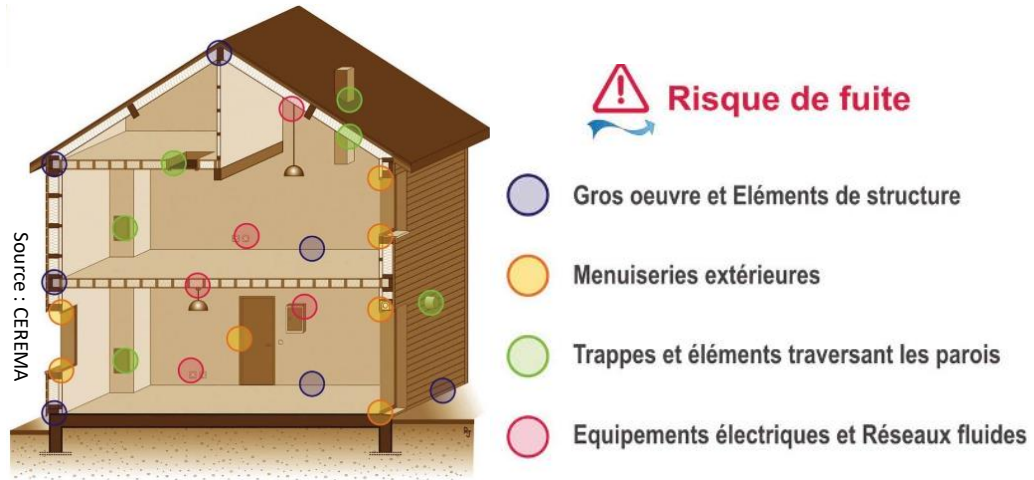 Risque de fuite
Gros oeuvre et Eléments de structure
Menuiseries extérieures
Trappes et éléments traversant les parois
Equipements électriques et Réseaux fluides
Source : CEREMA